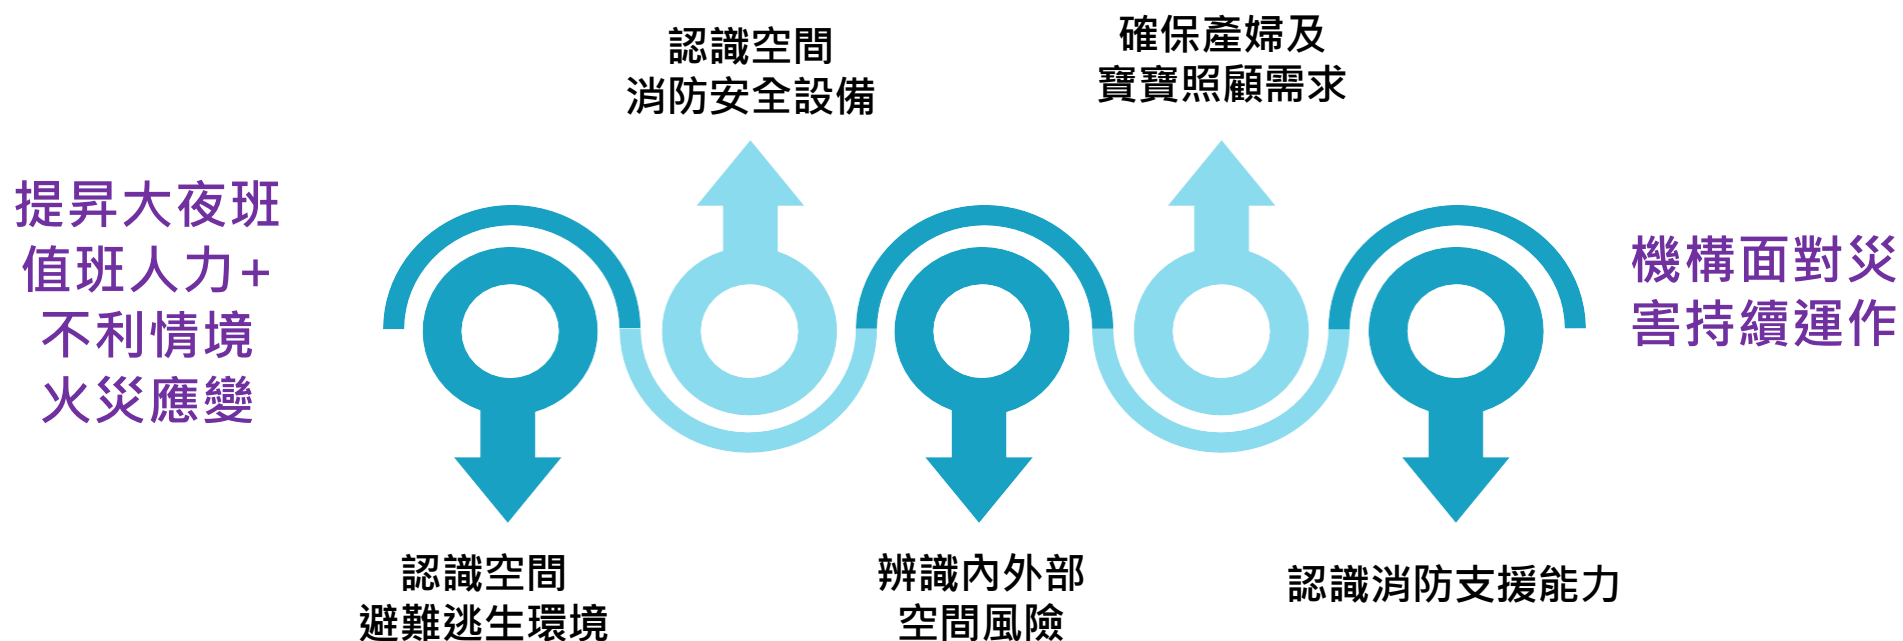 提昇大夜班
值班人力+
不利情境
火災應變
認識空間
避難逃生環境
認識空間
消防安全設備
辨識內外部
空間風險
確保產婦及
寶寶照顧需求
認識消防支援能力
機構面對災
害持續運作